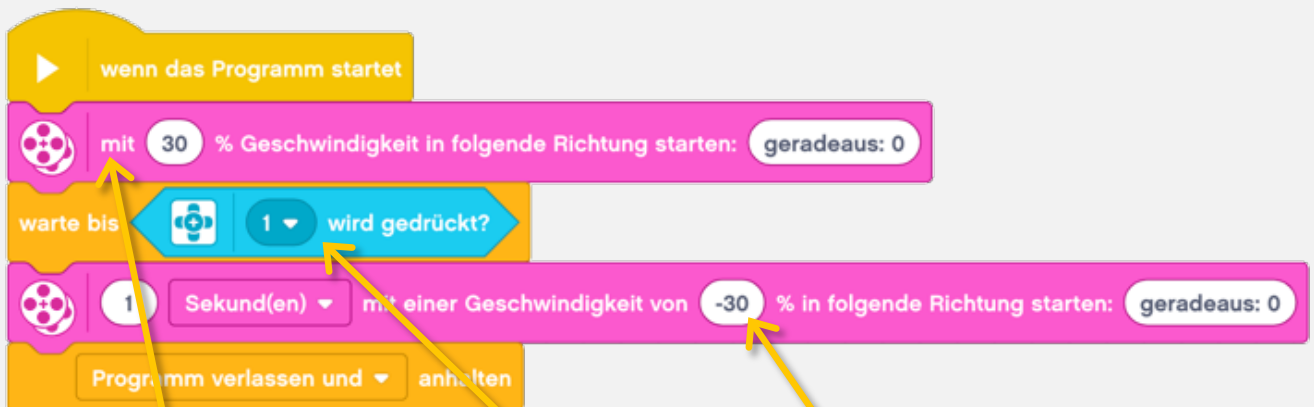 wenn das Programm startet
mit 30 % Geschwindigkeit in folgende Richtung starten: geradeaus: 0
warte bis 1 wird gedrückt?
1 Sekund(en) mit einer Geschwindigkeit von -30 % in folgende Richtung starten: geradeaus: 0
Programm verlassen und anhalten